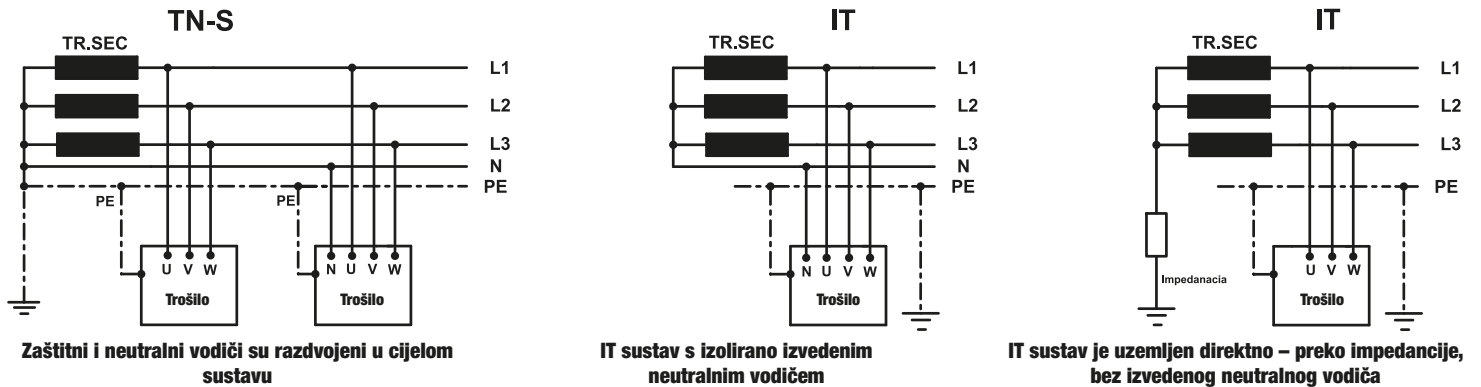 TN-S
TR.SEC
L1
L2
L3
N
PE
PE
PE
U V W
Trošilo
N U V W
Trošilo
Zaštitni i neutralni vodiči su razdvojeni u cijelom
sustavu
IT
TR.SEC
L1
L2
L3
N
PE
N U V W
Trošilo
IT sustav s izolirano izvedenim
neutralnim vodičem
IT
TR.SEC
L1
L2
L3
PE
Impedanacia
U V W
Trošilo
IT sustav je uzemljen direktno – preko impedancije,
bez izvedenog neutralnog vodiča